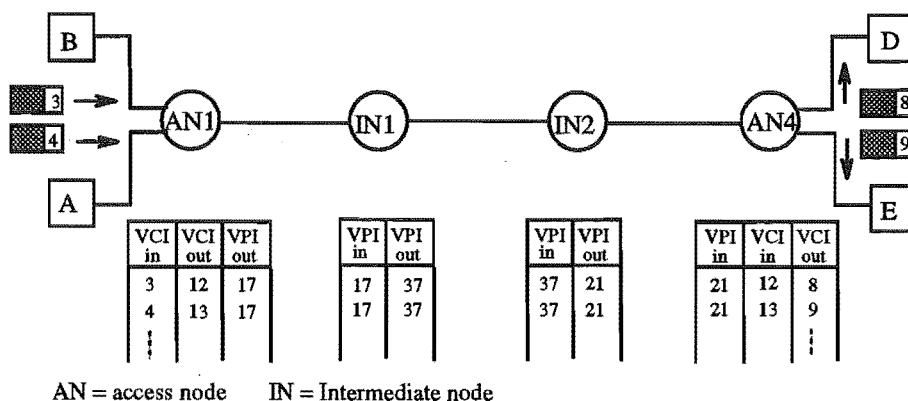 B
D
3
8
AN1
IN1
IN2
AN4
4
9
A
E
VCI in VCI out VPI out
3 12 17
4 13 17
VPI in VPI out
17 37
17 37
VPI in VPI out
37 21
37 21
VPI in VCI in VCI out
21 12 8
21 13 9
AN = access node IN = Intermediate node